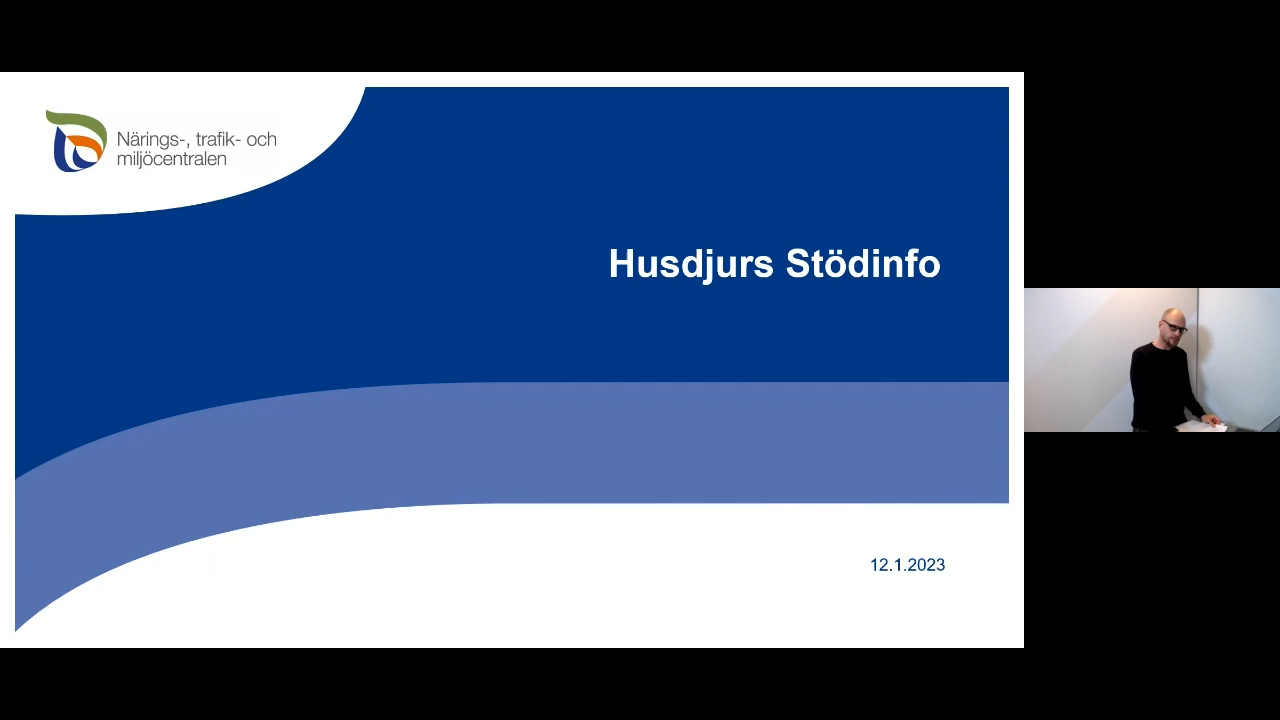 Närings-, trafik- och
miljöcentralen
Husdjurs Stödinfo
12.1.2023